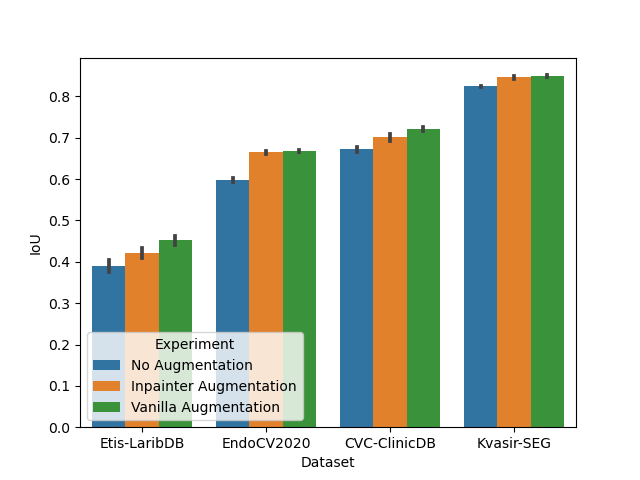 0.8
0.7
0.6
0.5
0.4
0.3
0.2
0.1
0.0
IoU
Experiment
No Augmentation
Inpainter Augmentation
Vanilla Augmentation
Etis-LaribDB EndoCV2020 CVC-ClinicDB Kvasir-SEG
Dataset